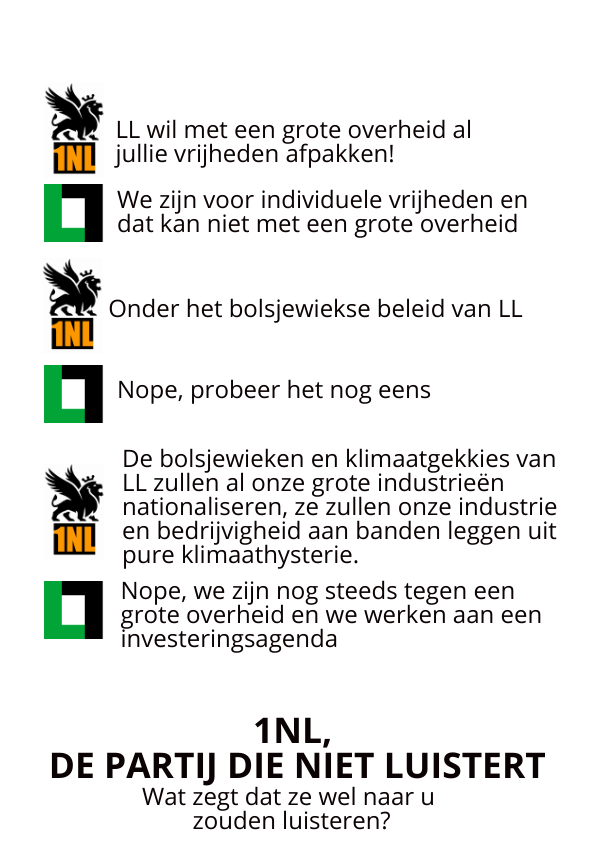 1NL
LL wil met een grote overheid al
jullie vrijheden afpakken!
We zijn voor individuele vrijheden en
dat kan niet met een grote overheid
1NL
Onder het bolsjewiekse beleid van LL
Nope, probeer het nog eens
De bolsjewieken en klimaatgekkies van
LL zullen al onze grote industrieën
nationaliseren, ze zullen onze industrie
en bedrijvigheid aan banden leggen uit
pure klimaathysterie.
1NL
Nope, we zijn nog steeds tegen een
grote overheid en we werken aan een
investeringsagenda
1NL,
DE PARTIJ DIE NIET LUISTERT
Wat zegt dat ze wel naar u
zouden luisteren?